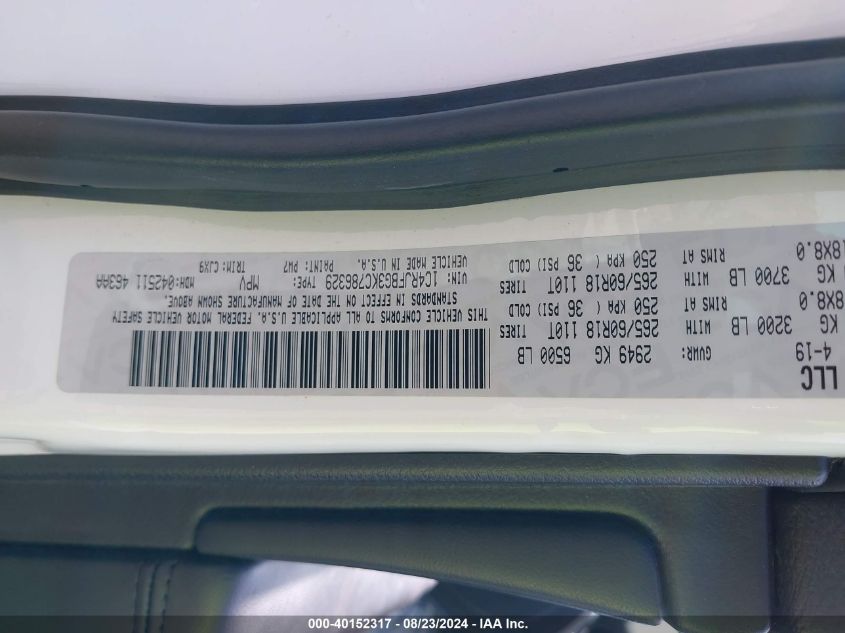 LLC
4-19
GVWR: 2949 KG 6500 LB
KG 3200 LB WITH 265/60R18 110T TIRES
18X8.0 RIMS AT 250 KPA ( 36 PSI) COLD
KG 3700 LB WITH 265/60R18 110T TIRES
18X8.0 RIMS AT 250 KPA ( 36 PSI) COLD
THIS VEHICLE CONFORMS TO ALL APPLICABLE U.S.A. FEDERAL MOTOR VEHICLE SAFETY
STANDARDS IN EFFECT ON THE DATE OF MANUFACTURE SHOWN ABOVE.
VIN: 1C4RJFBG3KC786329 TYPE: MPV MDH:042511 463AA
VEHICLE MADE IN U.S.A. PAINT: PW7 TRIM: CJX9
000-40152317 - 08/23/2024 - IAA Inc.